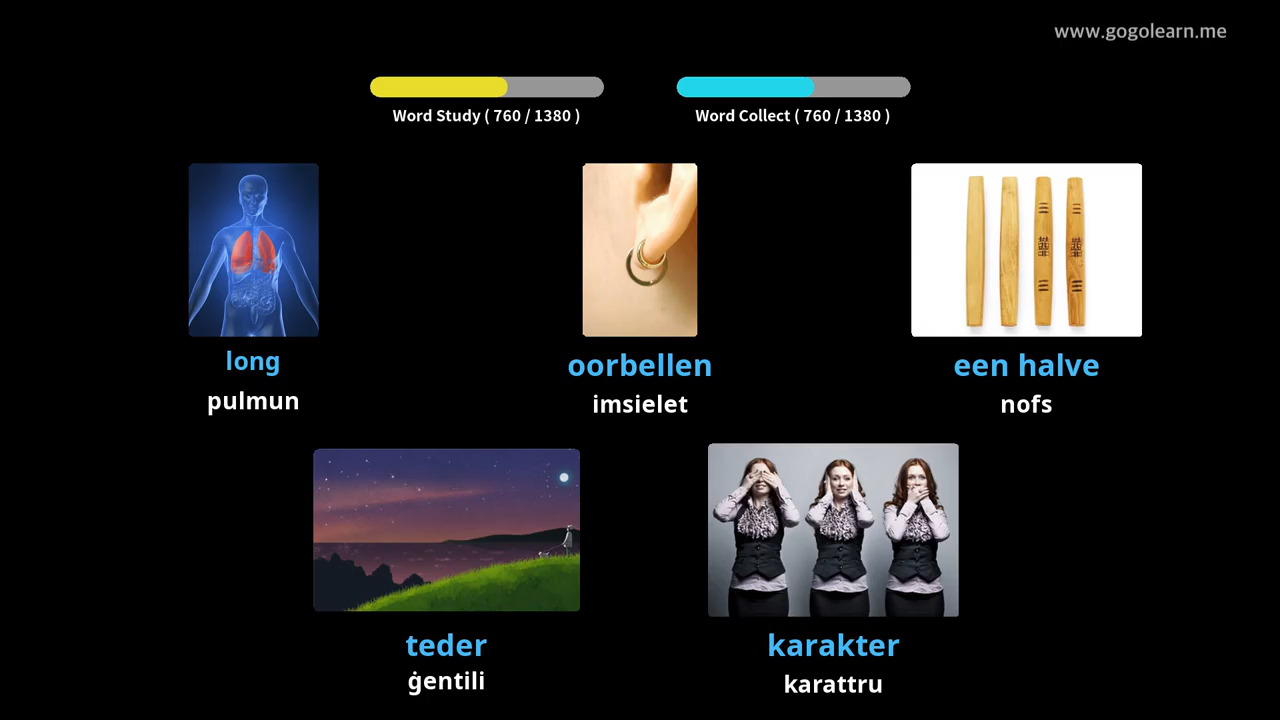 www.gogolearn.me
Word Study ( 760 / 1380 )
Word Collect ( 760 / 1380 )
long
pulmun
oorbellen
imsielet
een halve
nofs
teder
ġentili
karakter
karattru